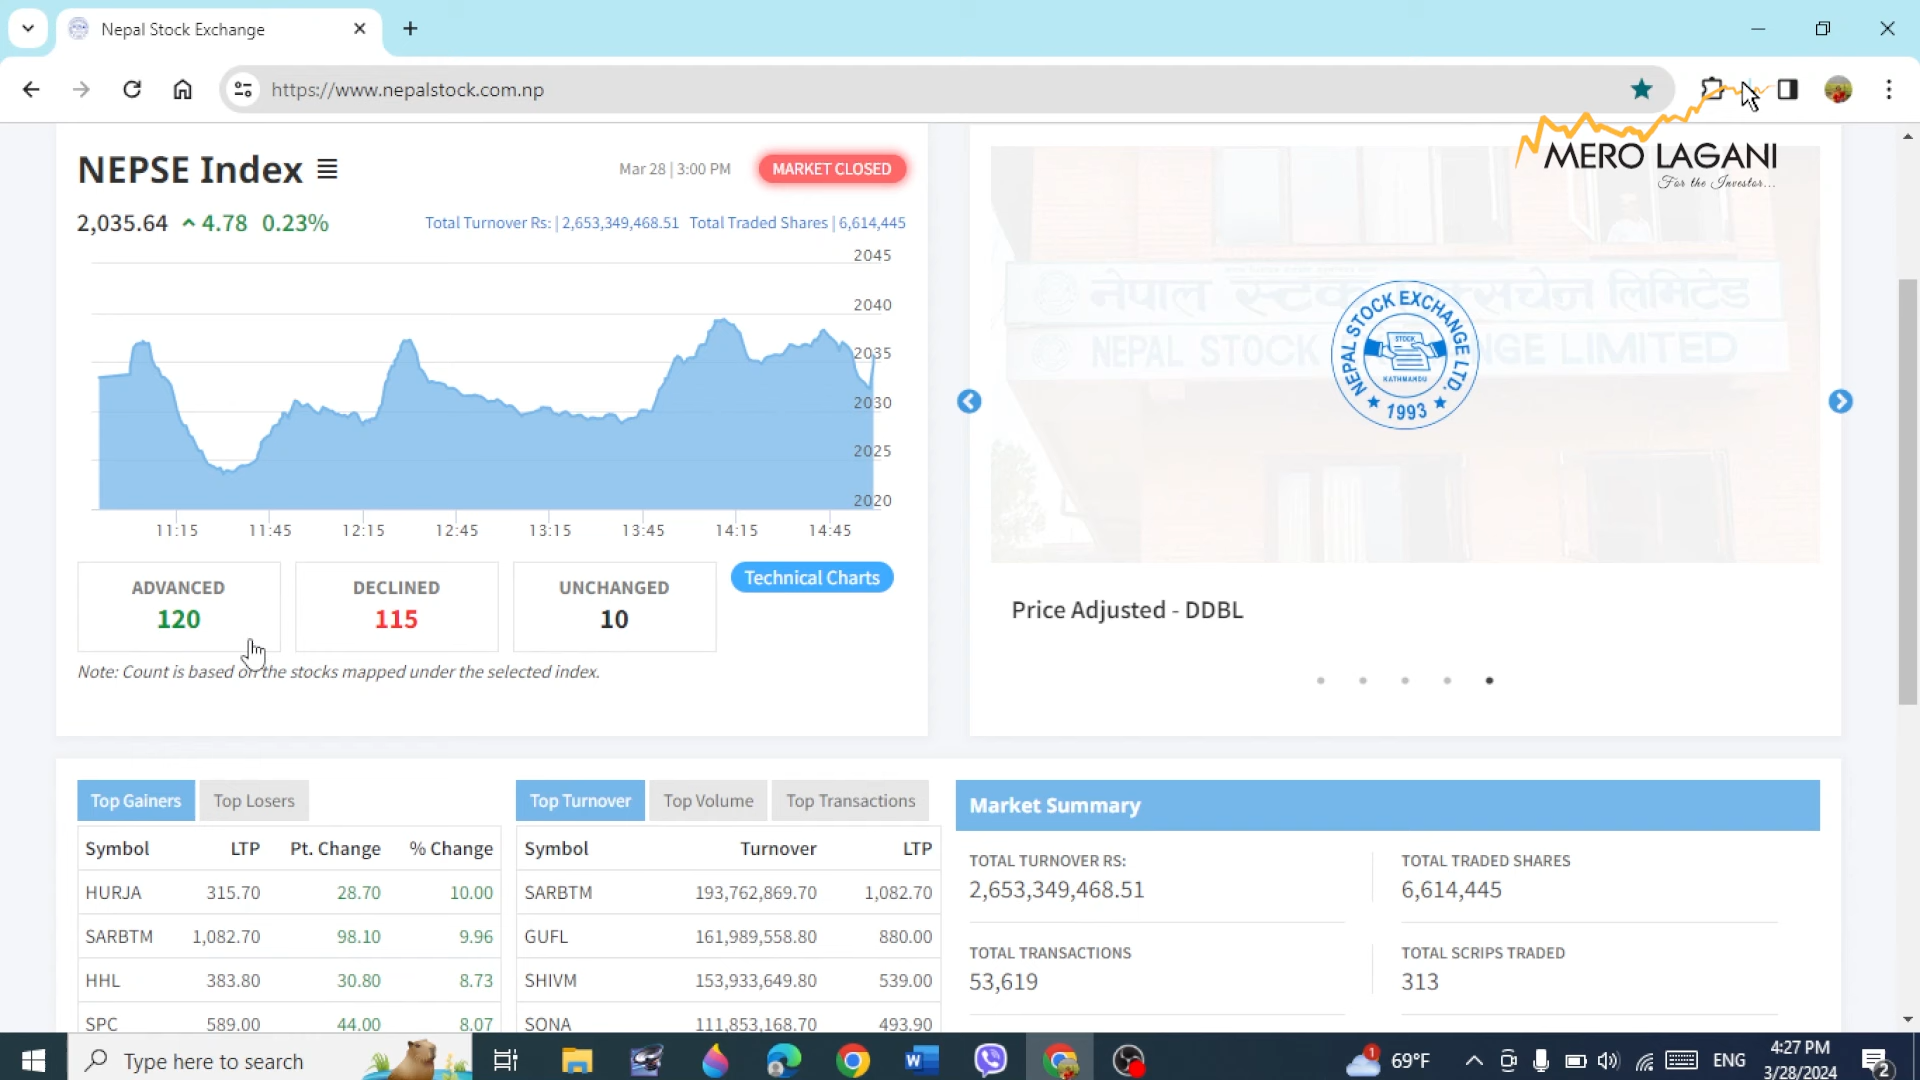 Nepal Stock Exchange
https://www.nepalstock.com.np
MERO LAGANI
For the Investor...
NEPSE Index
Mar 28 | 3:00 PM
MARKET CLOSED
2,035.64 4.78 0.23%
Total Turnover Rs: | 2,653,349,468.51 Total Traded Shares | 6,614,445
2045
2040
2035
2030
2025
2020
11:15 11:45 12:15 12:45 13:15 13:45 14:15 14:45
ADVANCED
120
DECLINED
115
UNCHANGED
10
Technical Charts
Note: Count is based on the stocks mapped under the selected index.
नेपाल स्टक एक्सचेन्ज लिमिटेड
NEPAL STOCK EXCHANGE LIMITED
NEPAL STOCK EXCHANGE LTD.
STOCK
KATHMANDU
1993
Price Adjusted - DDBL
Top Gainers Top Losers
Symbol LTP Pt. Change % Change
HURJA 315.70 28.70 10.00
SARBTM 1,082.70 98.10 9.96
HHL 383.80 30.80 8.73
SPC 589.00 44.00 8.07
Top Turnover Top Volume Top Transactions
Symbol Turnover LTP
SARBTM 193,762,869.70 1,082.70
GUFL 161,989,558.80 880.00
SHIVM 153,933,649.80 539.00
SONA 111,853,168.70 493.90
Market Summary
TOTAL TURNOVER RS:
2,653,349,468.51
TOTAL TRADED SHARES
6,614,445
TOTAL TRANSACTIONS
53,619
TOTAL SCRIPS TRADED
313
Type here to search
1
69°F
ENG
4:27 PM
3/28/2024
2